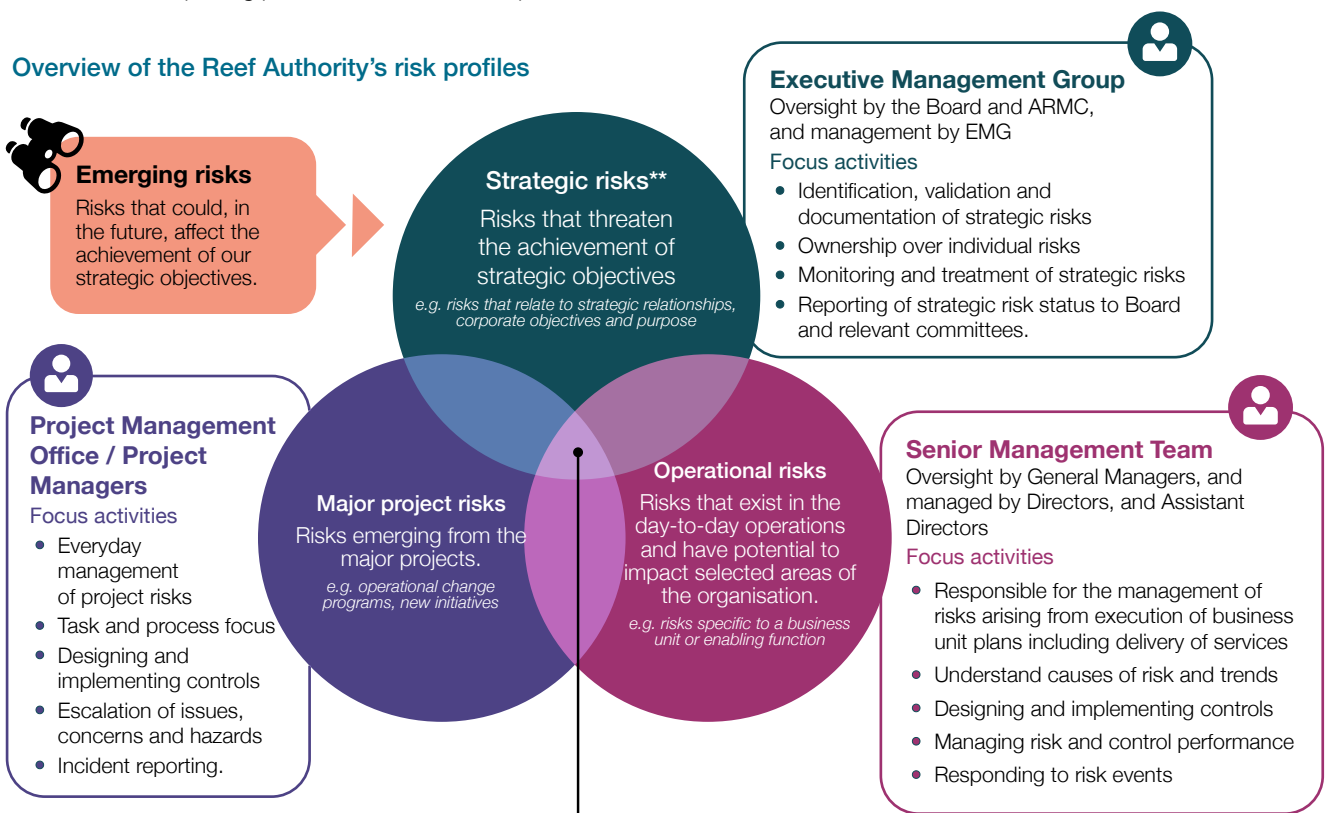 Overview of the Reef Authority's risk profiles
Emerging risks
Risks that could, in
the future, affect the
achievement of our
strategic objectives.
Strategic risks**
Risks that threaten
the achievement of
strategic objectives
e.g. risks that relate to strategic relationships,
corporate objectives and purpose
Executive Management Group
Oversight by the Board and ARMC,
and management by EMG
Focus activities
• Identification, validation and
documentation of strategic risks
• Ownership over individual risks
• Monitoring and treatment of strategic risks
• Reporting of strategic risk status to Board
and relevant committees.
Project Management
Office / Project
Managers
Focus activities
• Everyday
management
of project risks
• Task and process focus
• Designing and
implementing controls
• Escalation of issues,
concerns and hazards
• Incident reporting.
Major project risks
Risks emerging from the
major projects.
e.g. operational change
programs, new initiatives
Operational risks
Risks that exist in the
day-to-day operations
and have potential to
impact selected areas of
the organisation.
e.g. risks specific to a business
unit or enabling function
Senior Management Team
Oversight by General Managers, and
managed by Directors, and Assistant
Directors
Focus activities
• Responsible for the management of
risks arising from execution of business
unit plans including delivery of services
• Understand causes of risk and trends
• Designing and implementing controls
• Managing risk and control performance
• Responding to risk events